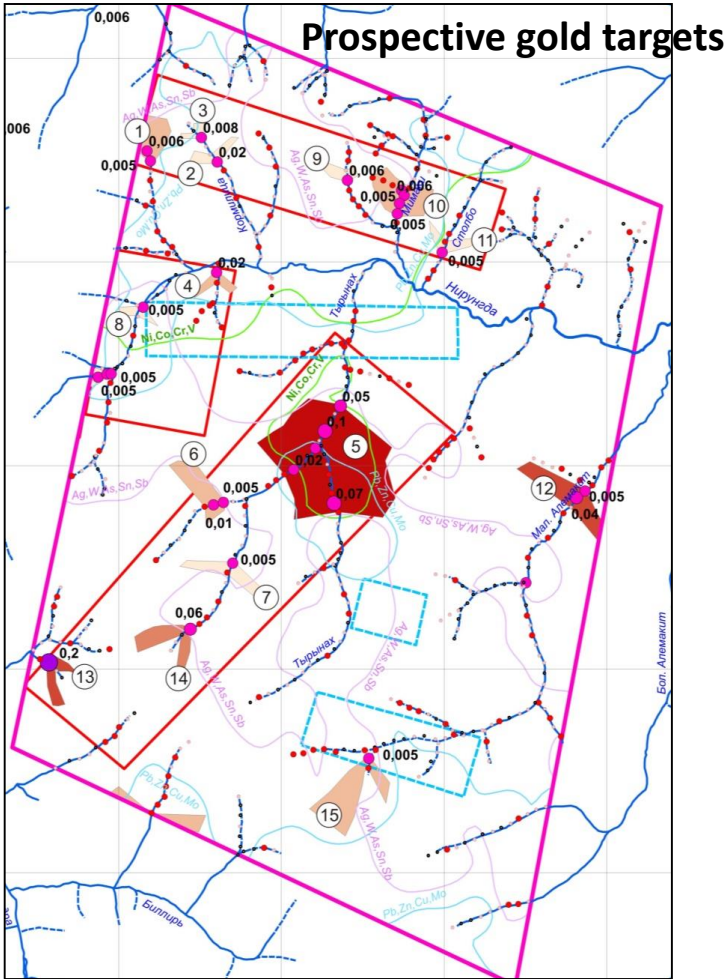 0,006
Prospective gold targets
Ag,W,As,Sn,Sb
006
3
1
0,008
0,006
0,02
0,005
2
9
0,006
Ag,W,As,Sn,Sb
0,006
0,005
10
0,005
Кормилица
Столбо
11
0,005
Pb,Zn,Cu,Mo
0,02
4
Тырынах
Нирунгда
8
0,005
Ni,Co,Cr,V
0,005
0,005
Ni,Co,Cr,V
0,05
0,1
5
6
0,02
Pb,Zn,Cu,Mo
Ag,W,As,Sn,Sb
0,005
0,01
0,07
12
0,005
0,04
Мал. Алемакит
Ag,W,As,Sn,Sb
0,005
7
0,06
Ag,W,As,Sn,Sb
Тырынах
Бол. Алемакит
0,2
13
14
Ag,W,As,Sn,Sb
0,005
Pb,Zn,Cu,Mo
15
Ag,W,As,Sn,Sb
Pb,Zn,Cu,Mo
Биллирь